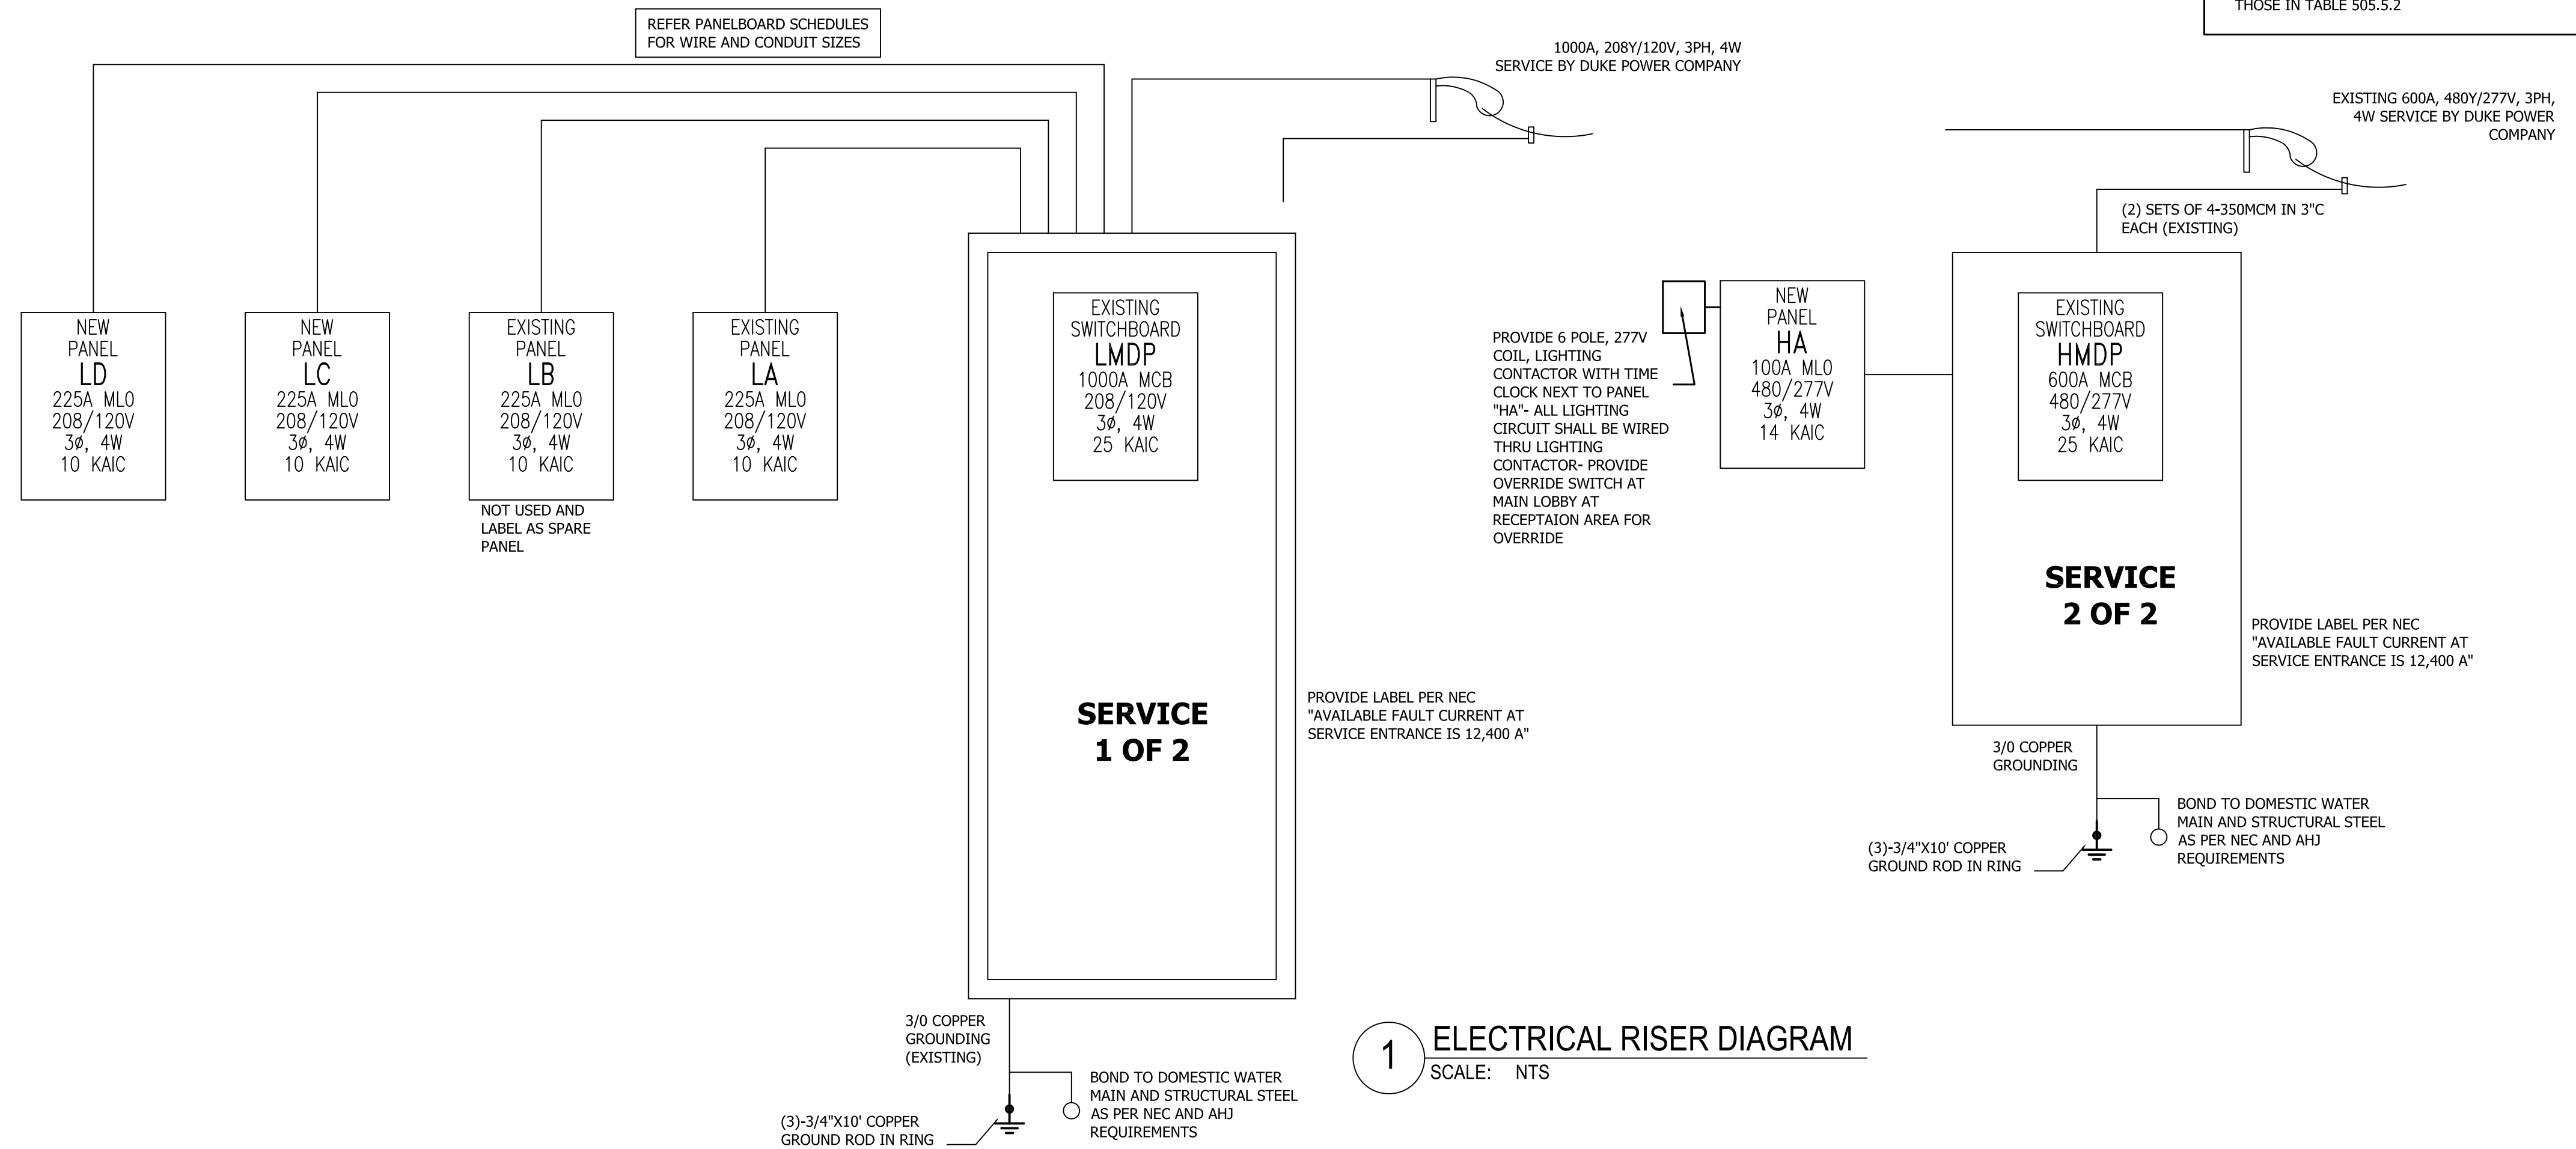 THOSE IN TABLE 505.5.2
REFER PANELBOARD SCHEDULES
FOR WIRE AND CONDUIT SIZES
1000A, 208Y/120V, 3PH, 4W
SERVICE BY DUKE POWER COMPANY
EXISTING 600A, 480Y/277V, 3PH,
4W SERVICE BY DUKE POWER
COMPANY
(2) SETS OF 4-350MCM IN 3"C
EACH (EXISTING)
NEW
PANEL
LD
225A MLO
208/120V
3ø, 4W
10 KAIC
NEW
PANEL
LC
225A MLO
208/120V
3ø, 4W
10 KAIC
EXISTING
PANEL
LB
225A MLO
208/120V
3ø, 4W
10 KAIC
NOT USED AND
LABEL AS SPARE
PANEL
EXISTING
PANEL
LA
225A MLO
208/120V
3ø, 4W
10 KAIC
EXISTING
SWITCHBOARD
LMDP
1000A MCB
208/120V
3ø, 4W
25 KAIC
SERVICE
1 OF 2
PROVIDE LABEL PER NEC
"AVAILABLE FAULT CURRENT AT
SERVICE ENTRANCE IS 12,400 A"
PROVIDE 6 POLE, 277V
COIL, LIGHTING
CONTACTOR WITH TIME
CLOCK NEXT TO PANEL
"HA"- ALL LIGHTING
CIRCUIT SHALL BE WIRED
THRU LIGHTING
CONTACTOR- PROVIDE
OVERRIDE SWITCH AT
MAIN LOBBY AT
RECEPTAION AREA FOR
OVERRIDE
NEW
PANEL
HA
100A MLO
480/277V
3ø, 4W
14 KAIC
EXISTING
SWITCHBOARD
HMDP
600A MCB
480/277V
3ø, 4W
25 KAIC
SERVICE
2 OF 2
PROVIDE LABEL PER NEC
"AVAILABLE FAULT CURRENT AT
SERVICE ENTRANCE IS 12,400 A"
3/0 COPPER
GROUNDING
BOND TO DOMESTIC WATER
MAIN AND STRUCTURAL STEEL
AS PER NEC AND AHJ
REQUIREMENTS
(3)-3/4"X10' COPPER
GROUND ROD IN RING
3/0 COPPER
GROUNDING
(EXISTING)
BOND TO DOMESTIC WATER
MAIN AND STRUCTURAL STEEL
AS PER NEC AND AHJ
REQUIREMENTS
(3)-3/4"X10' COPPER
GROUND ROD IN RING
1
ELECTRICAL RISER DIAGRAM
SCALE: NTS